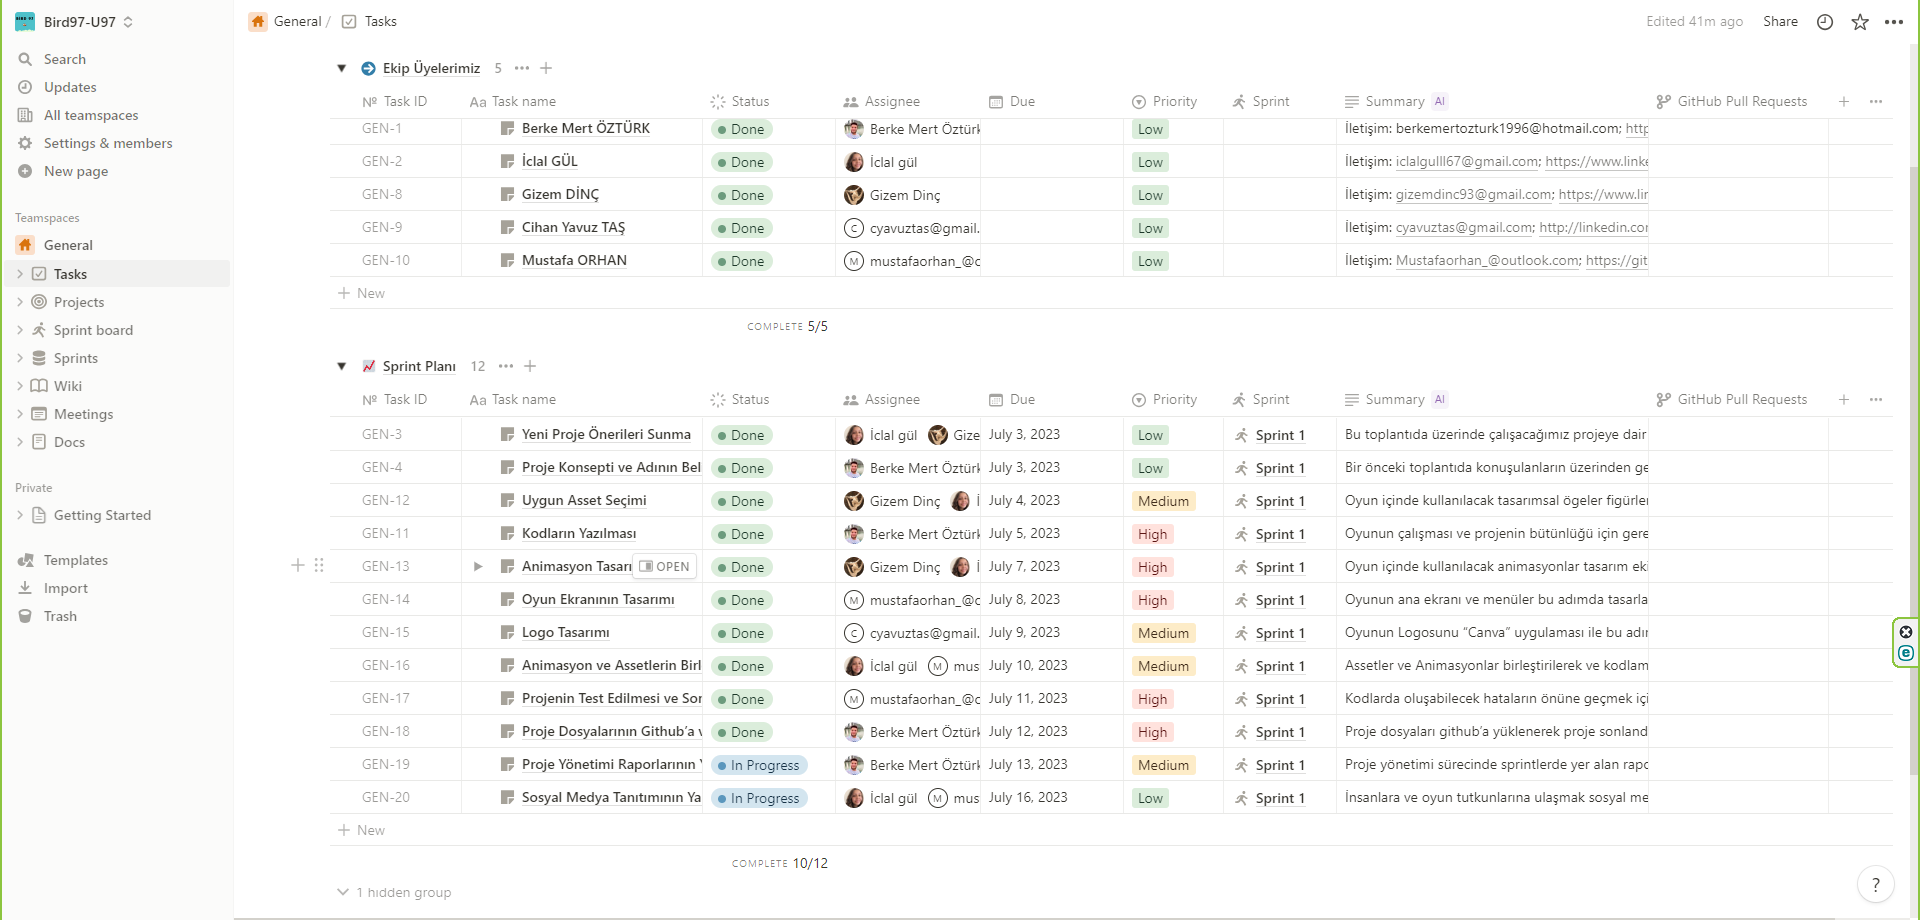 Bird97-U97
Search
Updates
All teamspaces
Settings & members
New page
Teamspaces
General
Tasks
Projects
Sprint board
Sprints
Wiki
Meetings
Docs
Private
Getting Started
Templates
Import
Trash
General / Tasks
Edited 41m ago Share
Ekip Üyelerimiz 5
Nº Task ID Aa Task name Status Assignee Due Priority Sprint Summary AI GitHub Pull Requests
GEN-1 Berke Mert ÖZTÜRK Done Berke Mert Öztürk Low İletişim: berkemertozturk1996@hotmail.com; http
GEN-2 İclal GÜL Done İclal gül Low İletişim: iclalgulll67@gmail.com; https://www.linke
GEN-8 Gizem DİNÇ Done Gizem Dinç Low İletişim: gizemdinc93@gmail.com; https://www.lin
GEN-9 Cihan Yavuz TAŞ Done C cyavuztas@gmail. Low İletişim: cyavuztas@gmail.com; http://linkedin.com
GEN-10 Mustafa ORHAN Done M mustafaorhan_@o Low İletişim: Mustafaorhan_@outlook.com; https://git
New
COMPLETE 5/5
Sprint Planı 12
Nº Task ID Aa Task name Status Assignee Due Priority Sprint Summary AI GitHub Pull Requests
GEN-3 Yeni Proje Önerileri Sunma Done İclal gül Gize July 3, 2023 Low Sprint 1 Bu toplantıda üzerinde çalışacağımız projeye dair
GEN-4 Proje Konsepti ve Adının Bel Done Berke Mert Öztürk July 3, 2023 Low Sprint 1 Bir önceki toplantıda konuşulanların üzerinden ge
GEN-12 Uygun Asset Seçimi Done Gizem Dinç İ July 4, 2023 Medium Sprint 1 Oyun içinde kullanılacak tasarımsal ögeler figürler
GEN-11 Kodların Yazılması Done Berke Mert Öztürk July 5, 2023 High Sprint 1 Oyunun çalışması ve projenin bütünlüğü için gere
GEN-13 Animasyon Tasarı OPEN Done Gizem Dinç İ July 7, 2023 High Sprint 1 Oyun içinde kullanılacak animasyonlar tasarım eki
GEN-14 Oyun Ekranının Tasarımı Done M mustafaorhan_@o July 8, 2023 High Sprint 1 Oyunun ana ekranı ve menüler bu adımda tasarla
GEN-15 Logo Tasarımı Done C cyavuztas@gmail. July 9, 2023 Medium Sprint 1 Oyunun Logosunu “Canva” uygulaması ile bu adım
GEN-16 Animasyon ve Assetlerin Birl Done İclal gül M mus July 10, 2023 Medium Sprint 1 Assetler ve Animasyonlar birleştirilerek ve kodlam
GEN-17 Projenin Test Edilmesi ve Son Done M mustafaorhan_@o July 11, 2023 High Sprint 1 Kodlarda oluşabilecek hataların önüne geçmek içi
GEN-18 Proje Dosyalarının Github’a v Done Berke Mert Öztürk July 12, 2023 High Sprint 1 Proje dosyaları github’a yüklenerek proje sonland
GEN-19 Proje Yönetimi Raporlarının Y In Progress Berke Mert Öztürk July 13, 2023 Medium Sprint 1 Proje yönetimi sürecinde sprintlerde yer alan rapo
GEN-20 Sosyal Medya Tanıtımının Ya In Progress İclal gül M mus July 16, 2023 Low Sprint 1 İnsanlara ve oyun tutkunlarına ulaşmak sosyal me
New
COMPLETE 10/12
1 hidden group
?